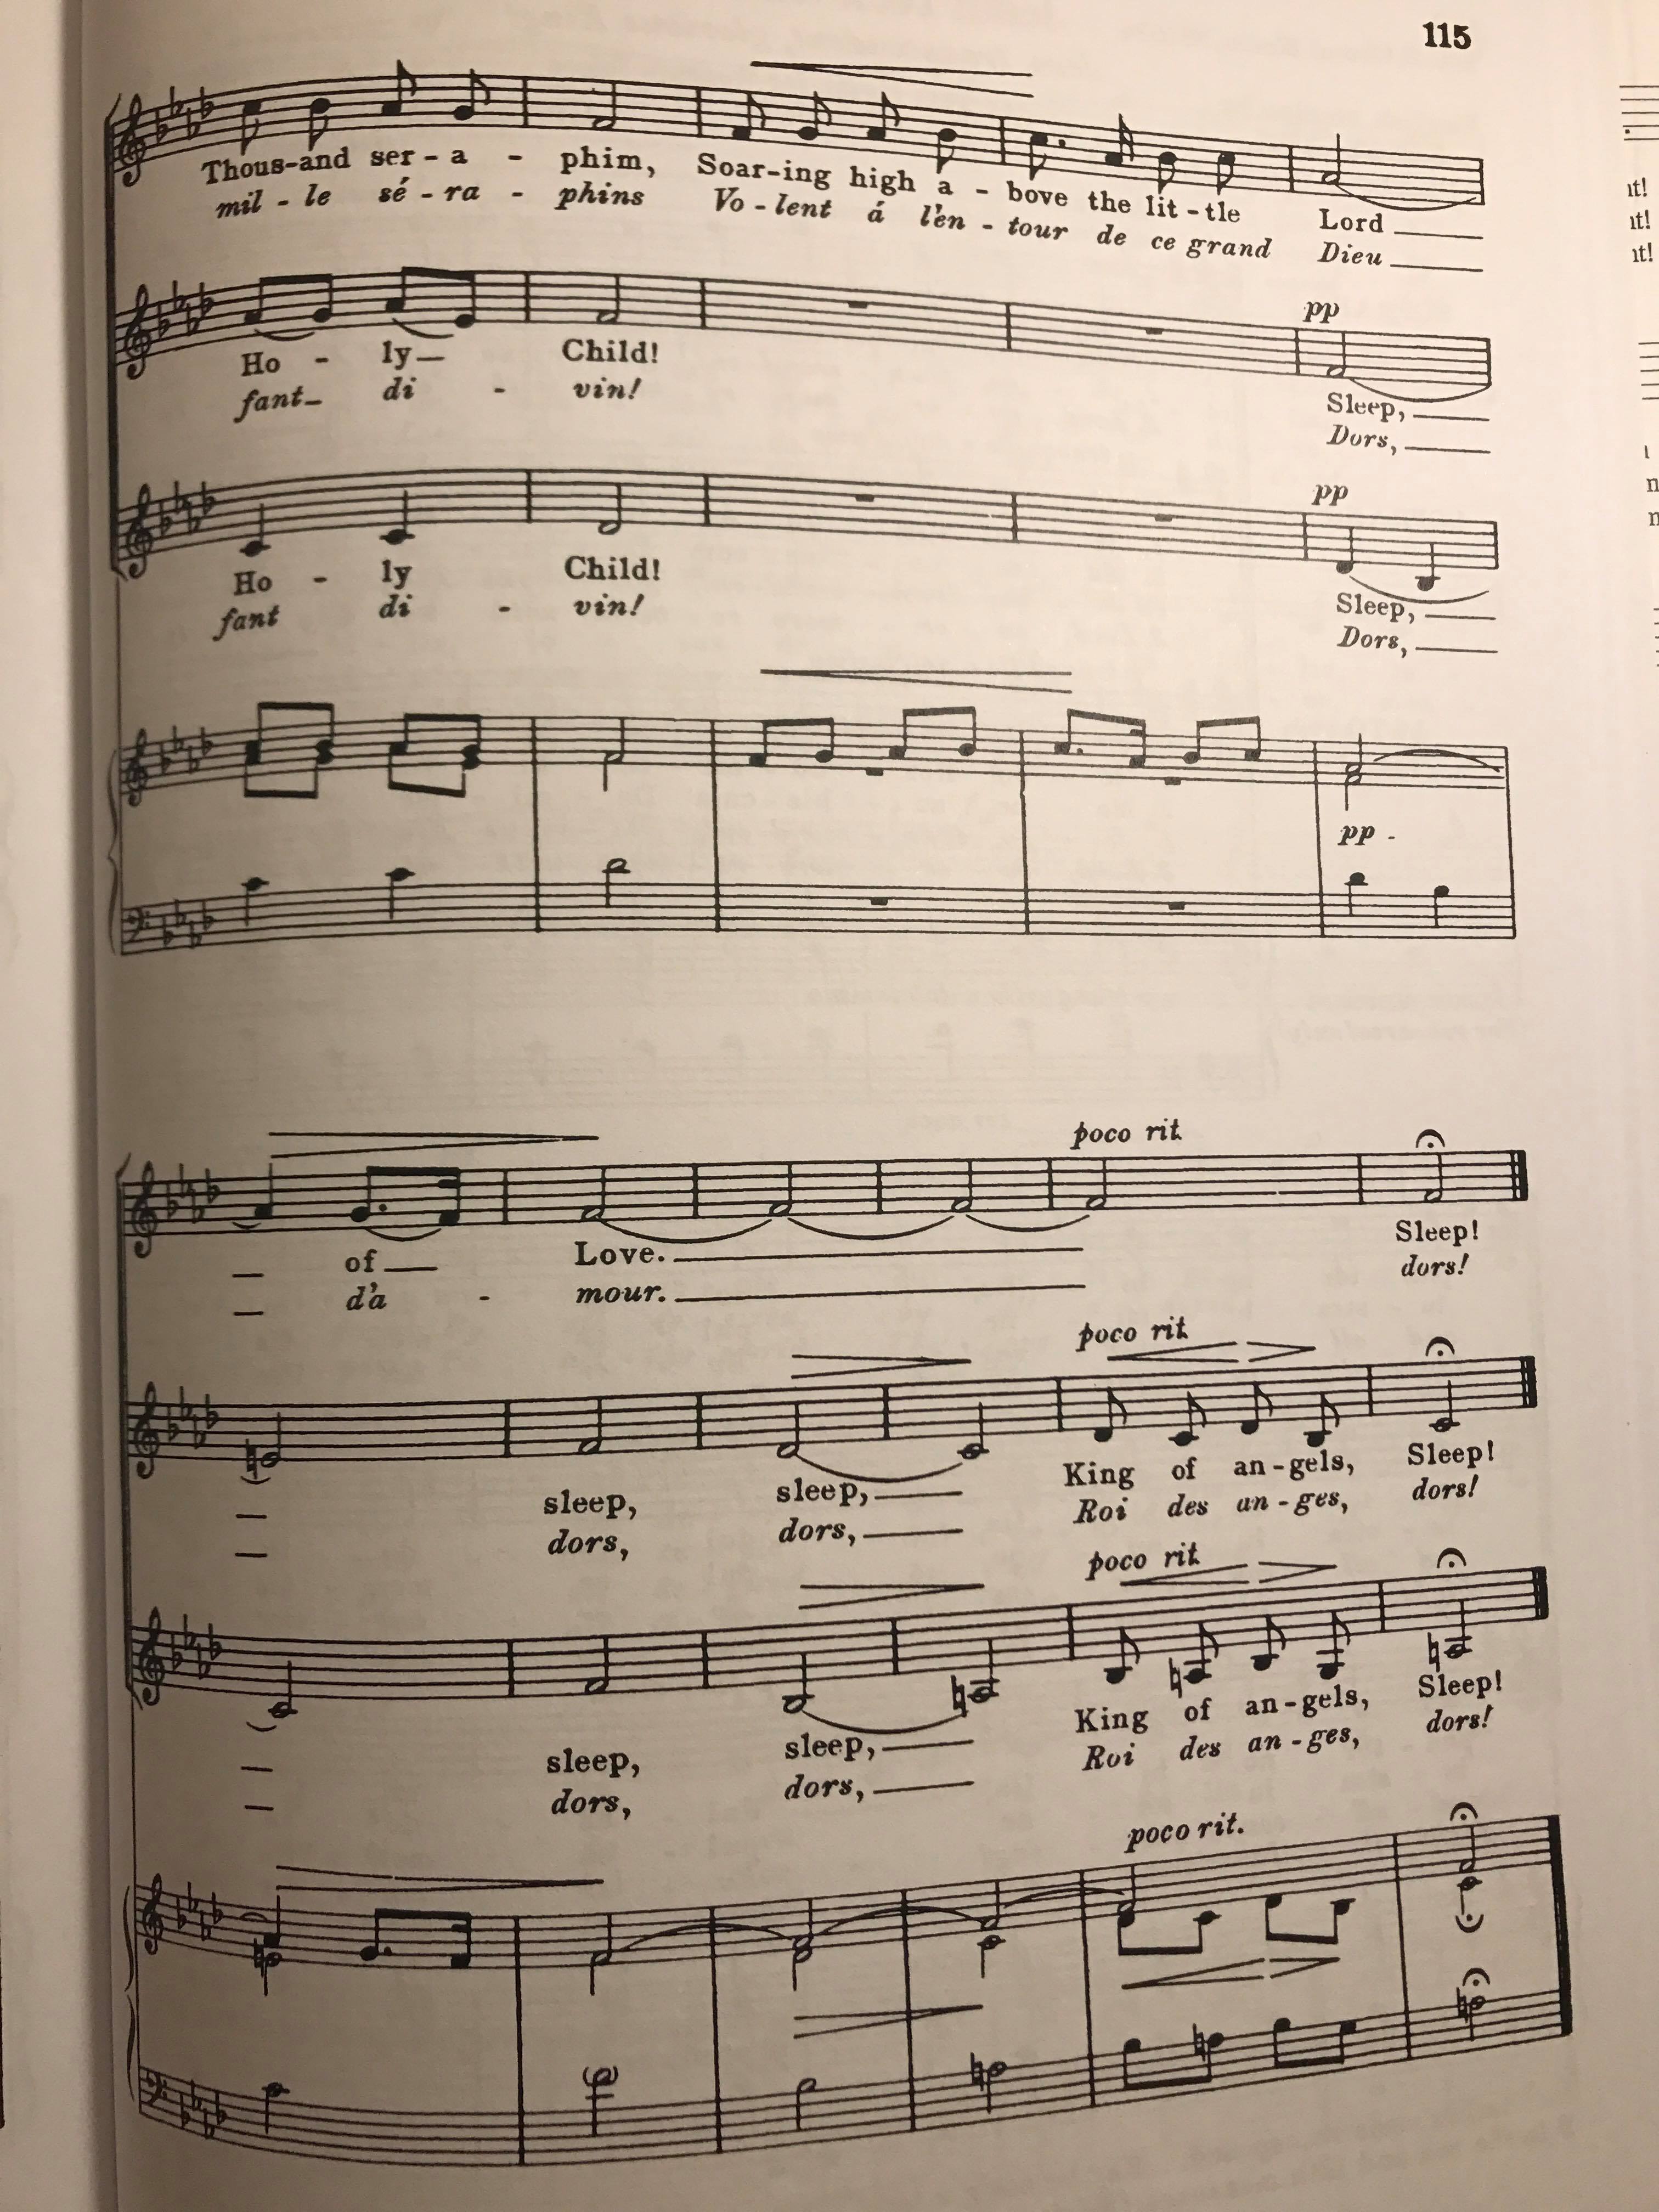 115
Thous-and ser - a - phim, Soar-ing high a - bove the lit - tle Lord
mil - le sé - ra - phins Vo - lent á l'en - tour de ce grand Dieu
pp
Ho - ly Child! Sleep,
fant di - vin! Dors,
pp
Ho - ly Child! Sleep,
fant di - vin! Dors,
pp
poco rit.
of Love. Sleep!
d'a - mour. dors!
poco rit.
sleep, sleep, King of an - gels, Sleep!
dors, dors, Roi des an - ges, dors!
poco rit.
sleep, sleep, King of an - gels, Sleep!
dors, dors, Roi des an - ges, dors!
poco rit.